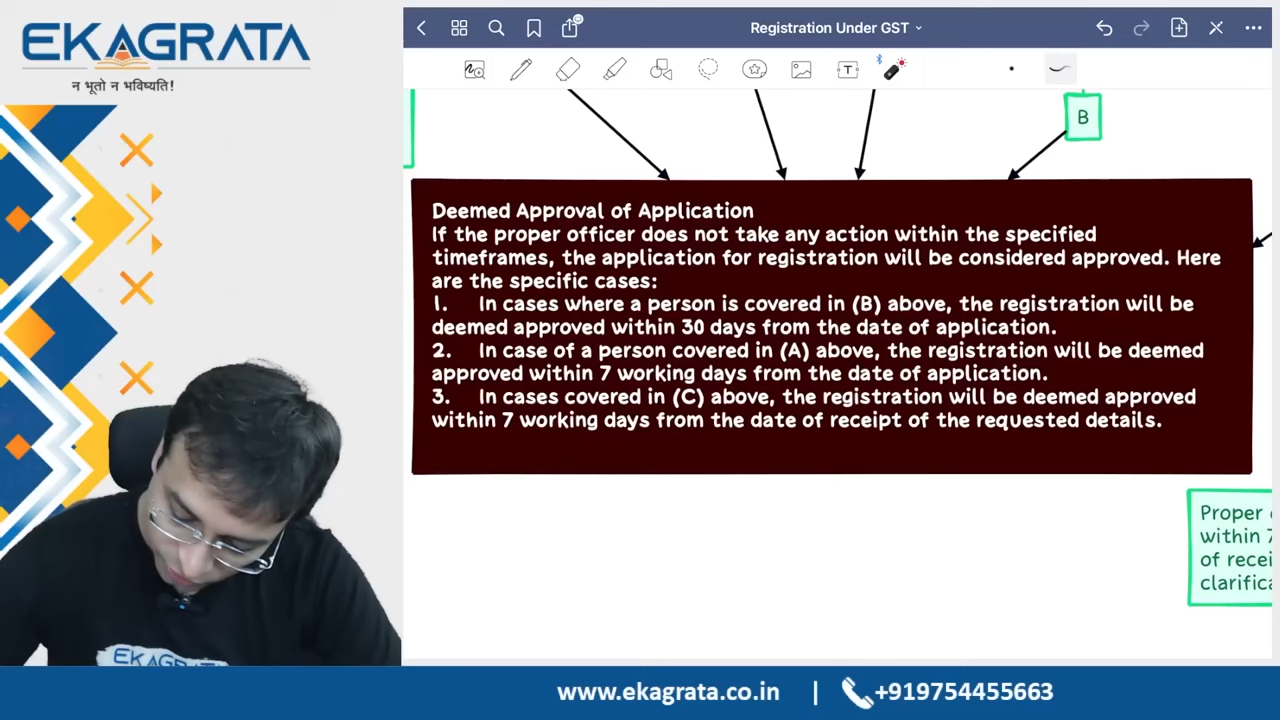 EKAGRATA
न भूतो न भविष्यति!
Registration Under GST
T
B
Deemed Approval of Application
If the proper officer does not take any action within the specified
timeframes, the application for registration will be considered approved. Here
are the specific cases:
1. In cases where a person is covered in (B) above, the registration will be
deemed approved within 30 days from the date of application.
2. In case of a person covered in (A) above, the registration will be deemed
approved within 7 working days from the date of application.
3. In cases covered in (C) above, the registration will be deemed approved
within 7 working days from the date of receipt of the requested details.
Proper
within 7
of recei
clarifica
EKAGRATA
www.ekagrata.co.in | +919754455663